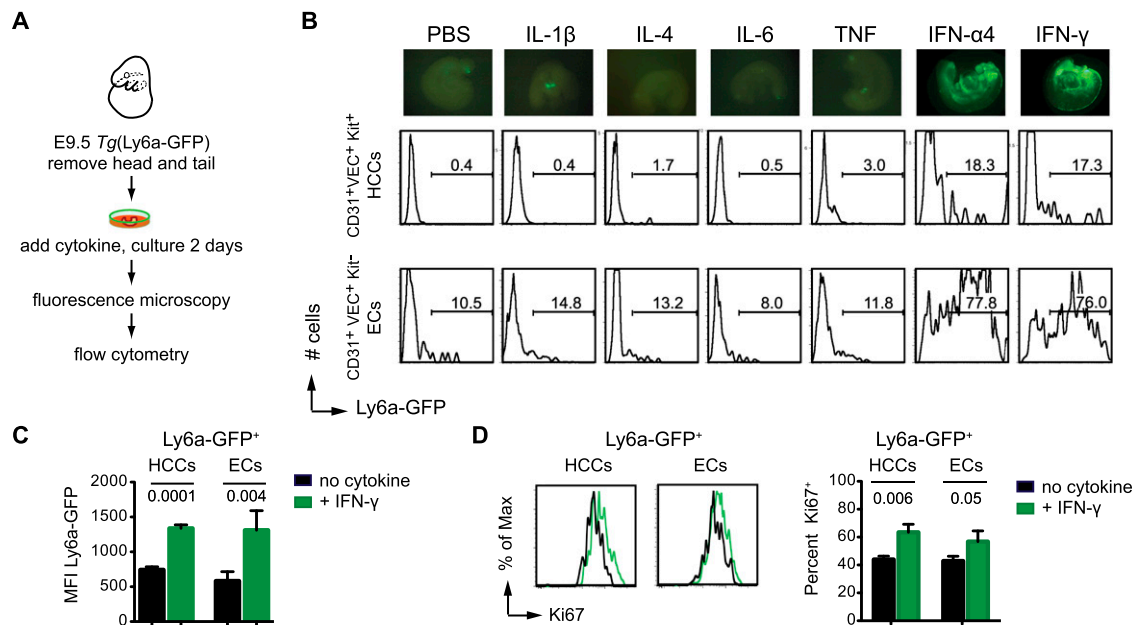 A
E9.5 Tg(Ly6a-GFP)
remove head and tail
add cytokine, culture 2 days
fluorescence microscopy
flow cytometry
B
PBS IL-1β IL-4 IL-6 TNF IFN-α4 IFN-γ
CD31⁺VEC⁺ Kit⁺
HCCs
0.4 0.4 1.7 0.5 3.0 18.3 17.3
CD31⁺ VEC⁺ Kit⁻
ECs
10.5 14.8 13.2 8.0 11.8 77.8 76.0
# cells
Ly6a-GFP
C
Ly6a-GFP⁺
HCCs ECs
0.0001 0.004
MFI Ly6a-GFP
2000
1500
1000
500
0
no cytokine
+ IFN-γ
D
Ly6a-GFP⁺
HCCs ECs
% of Max
Ki67
Ly6a-GFP⁺
HCCs ECs
0.006 0.05
Percent Ki67⁺
100
80
60
40
20
0
no cytokine
+ IFN-γ